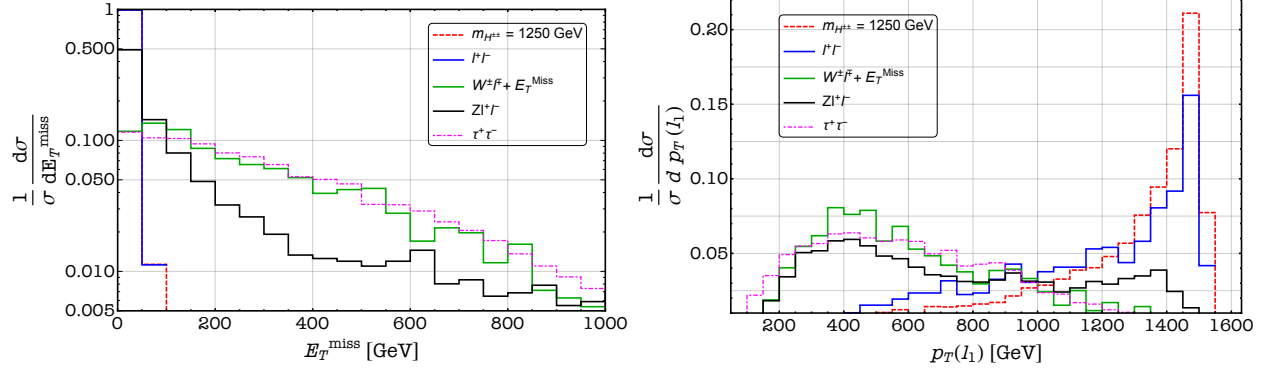 1
0.500
0.100
0.050
0.010
0.005
0
200
400
600
800
1000
1/σ dσ/dE_T^miss
E_T^miss [GeV]
m_H±± = 1250 GeV
l⁺l⁻
W±l∓ + E_T^Miss
Zl⁺l⁻
τ⁺τ⁻
0.20
0.15
0.10
0.05
200
400
600
800
1000
1200
1400
1600
1/σ dσ/d p_T (l₁)
p_T(l₁) [GeV]
m_H±± = 1250 GeV
l⁺l⁻
W±l∓ + E_T^Miss
Zl⁺l⁻
τ⁺τ⁻